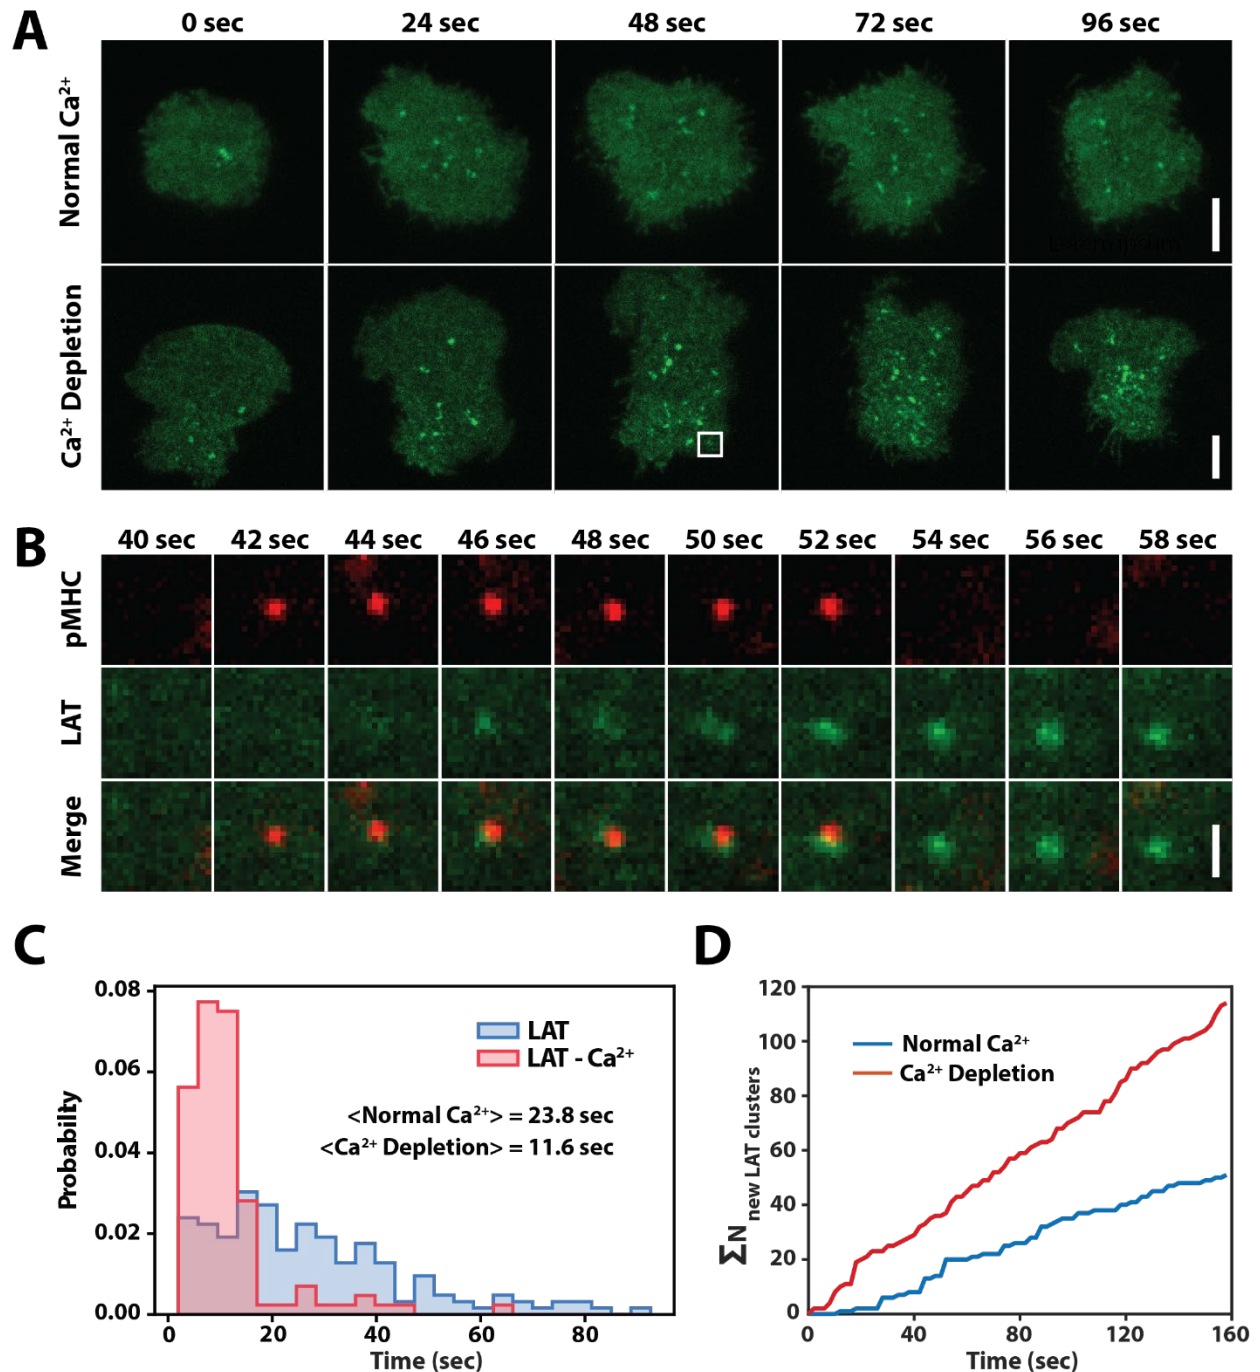 A
0 sec 24 sec 48 sec 72 sec 96 sec
Normal Ca²⁺
Ca²⁺ Depletion
B
40 sec 42 sec 44 sec 46 sec 48 sec 50 sec 52 sec 54 sec 56 sec 58 sec
pMHC
LAT
Merge
C
0.08
0.06
0.04
0.02
0.00
Probabilty
LAT
LAT - Ca²⁺
<Normal Ca²⁺> = 23.8 sec
<Ca²⁺ Depletion> = 11.6 sec
0 20 40 60 80
Time (sec)
D
120
100
80
60
40
20
0
ΣN new LAT clusters
Normal Ca²⁺
Ca²⁺ Depletion
0 40 80 120 160
Time (sec)